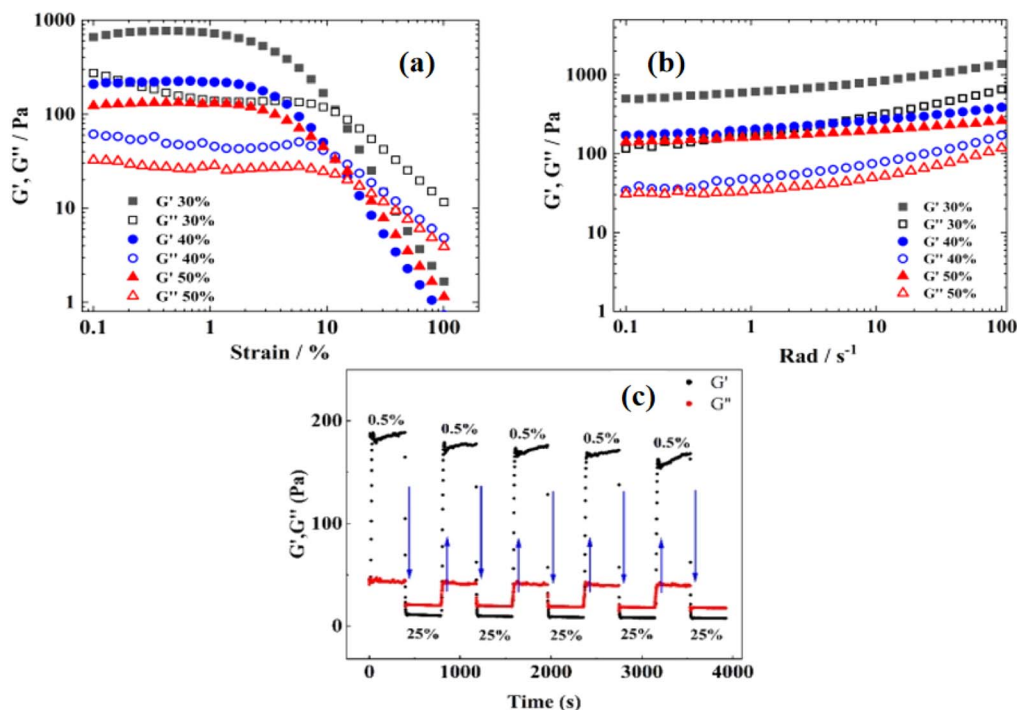 (a)
1000
100
10
1
G', G'' / Pa
G' 30%
G'' 30%
G' 40%
G'' 40%
G' 50%
G'' 50%
0.1 1 10 100
Strain / %
(b)
1000
100
10
1
G', G'' / Pa
G' 30%
G'' 30%
G' 40%
G'' 40%
G' 50%
G'' 50%
0.1 1 10 100
Rad / s-1
(c)
G'
G''
200
100
0
G',G'' (Pa)
0.5% 0.5% 0.5% 0.5% 0.5%
25% 25% 25% 25% 25%
0 1000 2000 3000 4000
Time (s)